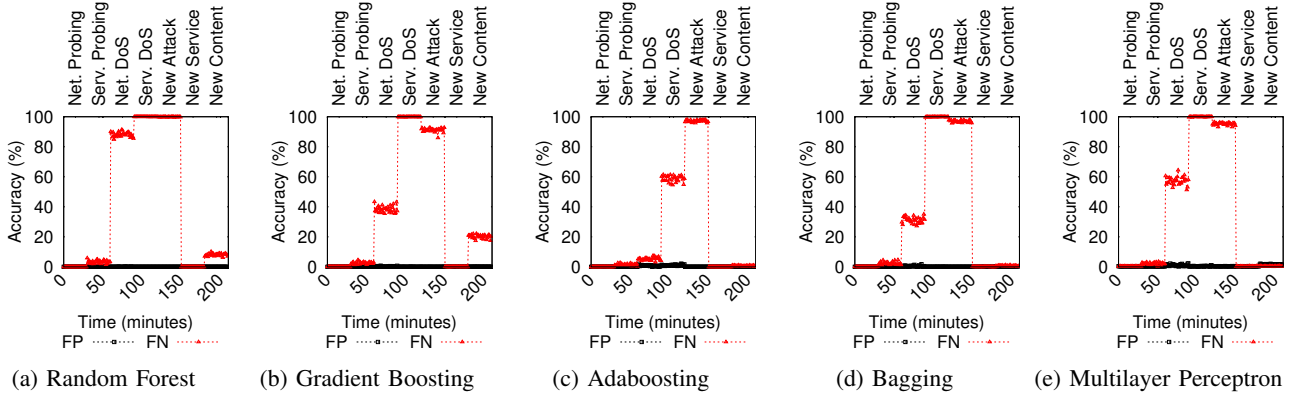 Net. Probing
Serv. Probing
Net. DoS
Serv. DoS
New Attack
New Service
New Content
100
80
60
40
20
0
Accuracy (%)
0
50
100
150
200
Time (minutes)
FP FN
(a) Random Forest
Net. Probing
Serv. Probing
Net. DoS
Serv. DoS
New Attack
New Service
New Content
100
80
60
40
20
0
Accuracy (%)
0
50
100
150
200
Time (minutes)
FP FN
(b) Gradient Boosting
Net. Probing
Serv. Probing
Net. DoS
Serv. DoS
New Attack
New Service
New Content
100
80
60
40
20
0
Accuracy (%)
0
50
100
150
200
Time (minutes)
FP FN
(c) Adaboosting
Net. Probing
Serv. Probing
Net. DoS
Serv. DoS
New Attack
New Service
New Content
100
80
60
40
20
0
Accuracy (%)
0
50
100
150
200
Time (minutes)
FP FN
(d) Bagging
Net. Probing
Serv. Probing
Net. DoS
Serv. DoS
New Attack
New Service
New Content
100
80
60
40
20
0
Accuracy (%)
0
50
100
150
200
Time (minutes)
FP FN
(e) Multilayer Perceptron